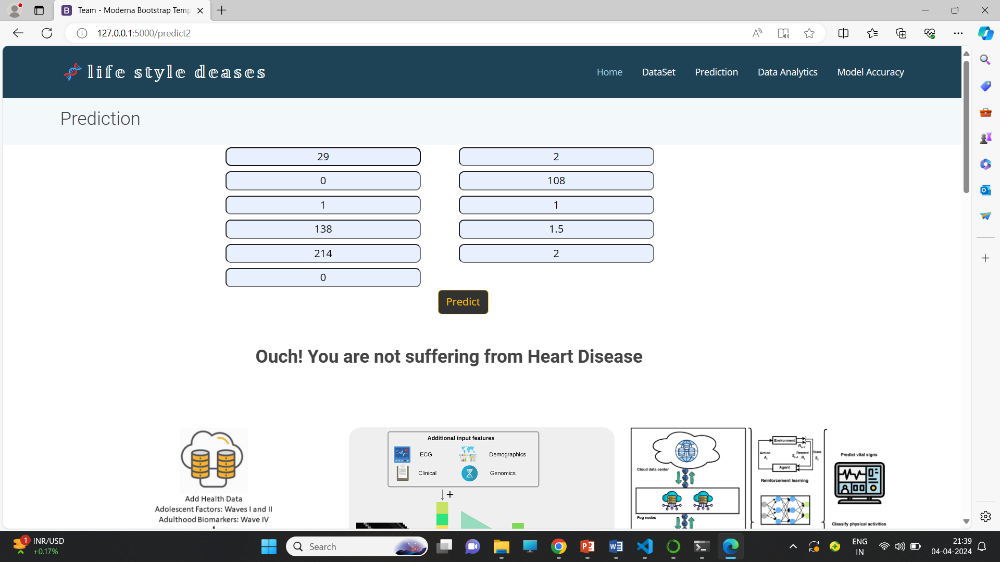 Team - Moderna Bootstrap Temp
127.0.0.1:5000/predict2
life style deases
Home DataSet Prediction Data Analytics Model Accuracy
Prediction
29 2
0 108
1 1
138 1.5
214 2
0
Predict
Ouch! You are not suffering from Heart Disease
Add Health Data
Adolescent Factors: Waves I and II
Adulthood Biomarkers: Wave IV
Additional input features
ECG Demographics
Clinical Genomics
+
Cloud data center
Fog nodes
Environment
Action
Reward
State
Agent
Reinforcement learning
Predict vital signs
Classify physical activities
1
INR/USD
+0.17%
Search
ENG
IN
21:39
04-04-2024